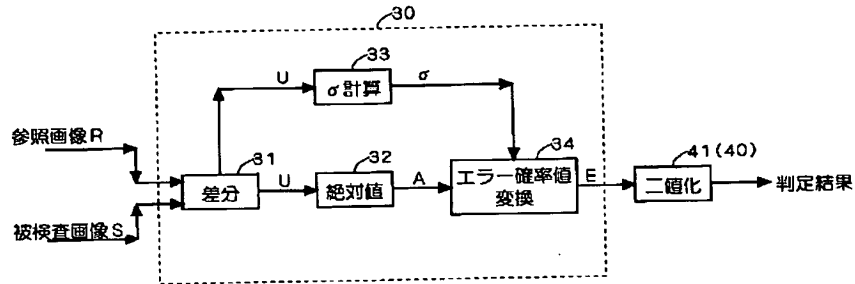 30
33
U
σ計算
σ
参照画像R
31
32
34
41(40)
差分
U
絶対値
A
エラー確率値
変換
E
二値化
判定結果
被検査画像S